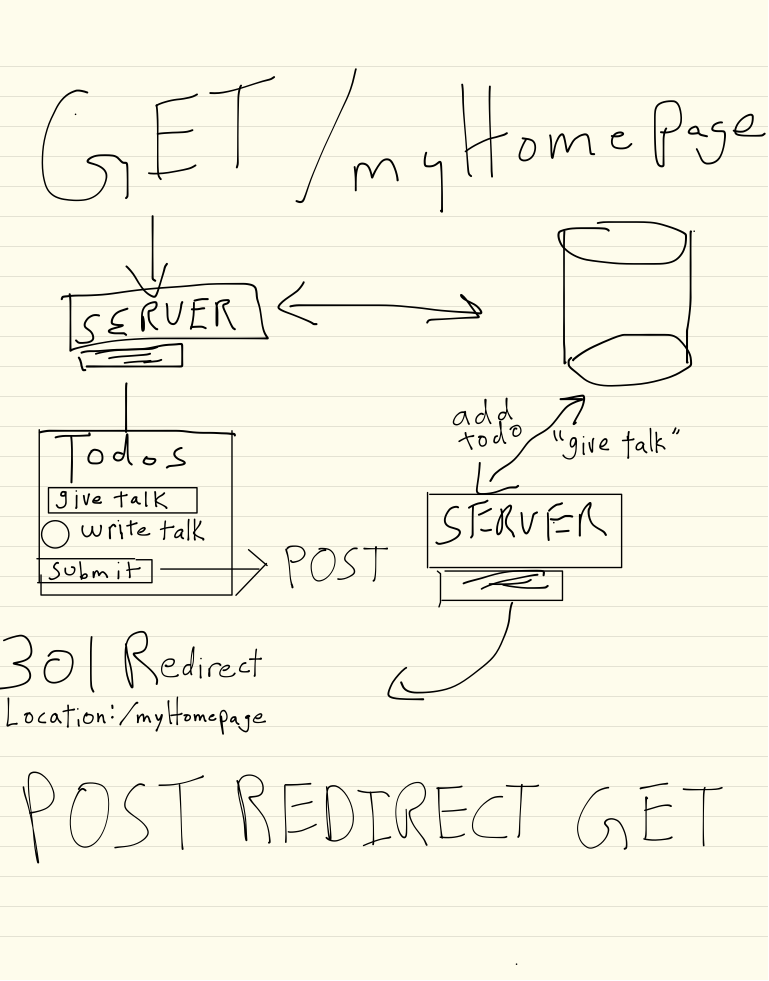 GET /myHomePage
SERVER
Todos
give talk
write talk
submit
POST
add
todo
"give talk"
SERVER
301 Redirect
Location:/myHomepage
POST REDIRECT GET